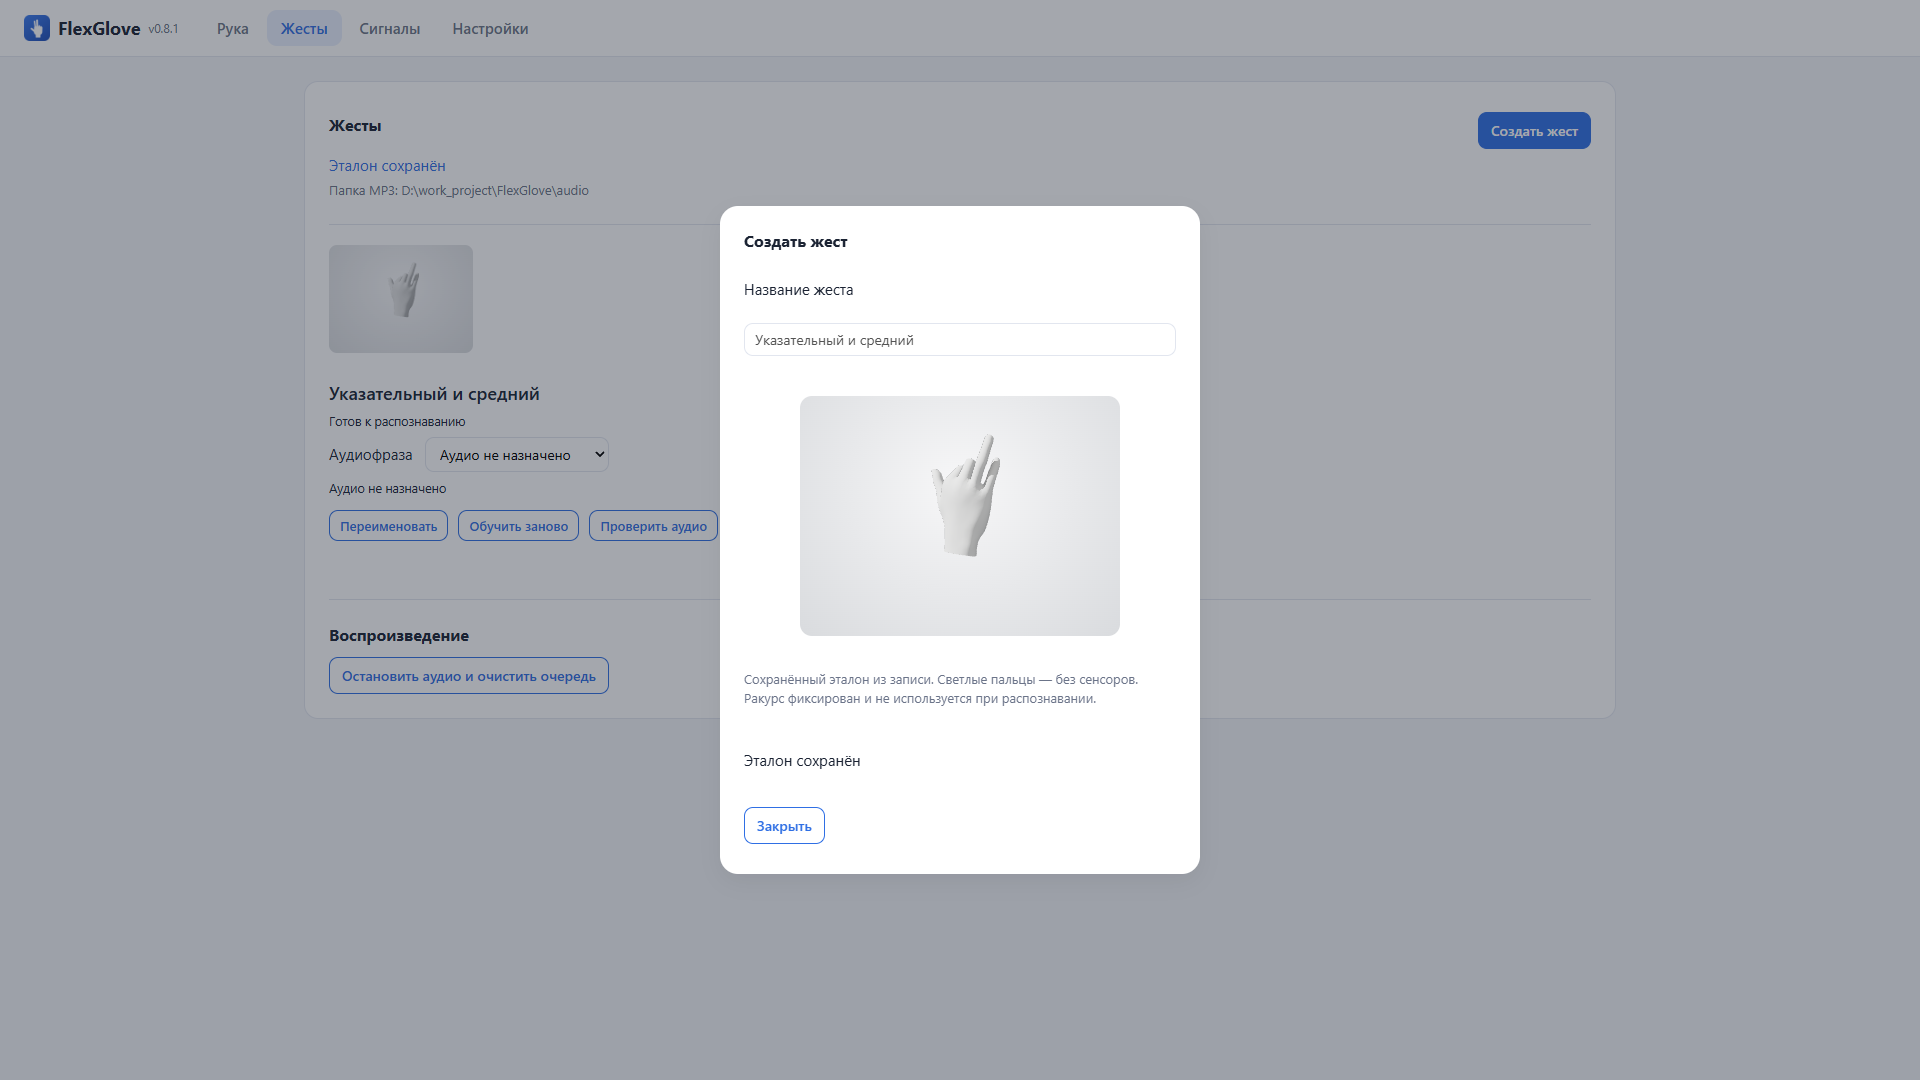 FlexGlove v0.8.1 Рука Жесты Сигналы Настройки
Жесты
Создать жест
Эталон сохранён
Папка MP3: D:\work_project\FlexGlove\audio
Указательный и средний
Готов к распознаванию
Аудиофраза Аудио не назначено
Аудио не назначено
Переименовать Обучить заново Проверить аудио
Воспроизведение
Остановить аудио и очистить очередь
Создать жест
Название жеста
Указательный и средний
Сохранённый эталон из записи. Светлые пальцы — без сенсоров.
Ракурс фиксирован и не используется при распознавании.
Эталон сохранён
Закрыть